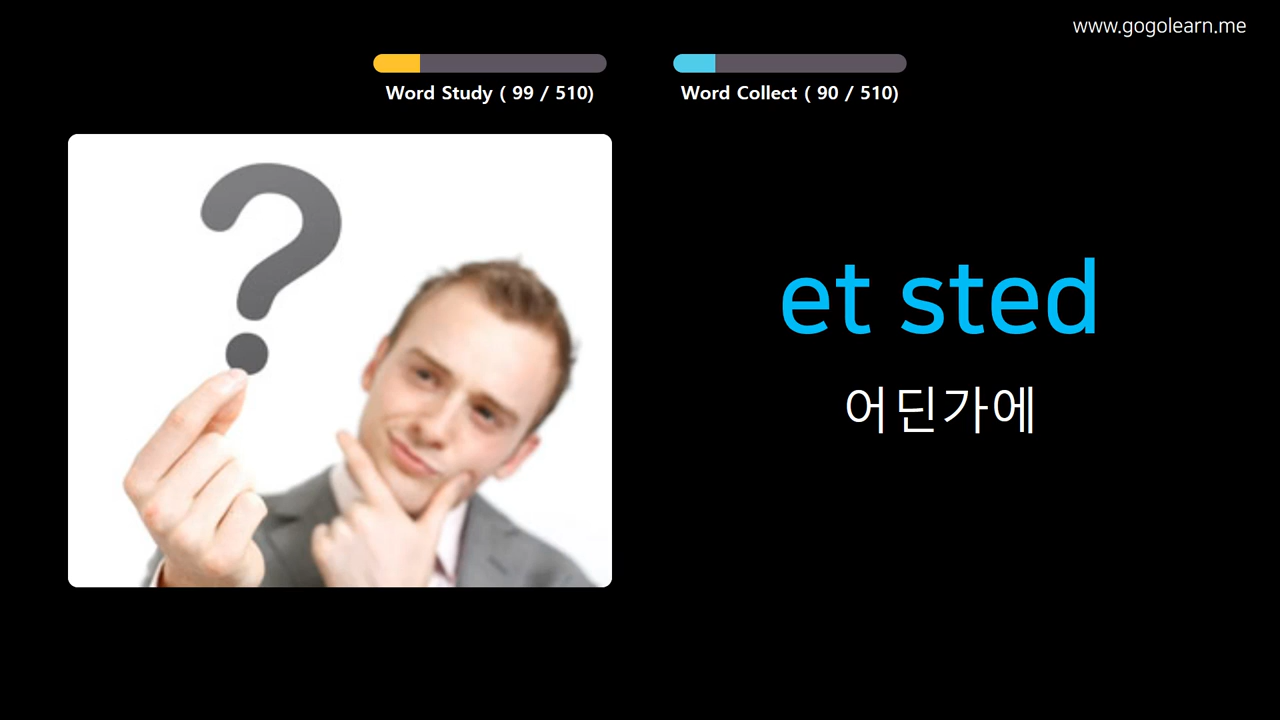 www.gogolearn.me
Word Study ( 99 / 510)
Word Collect ( 90 / 510)
et sted
어딘가에